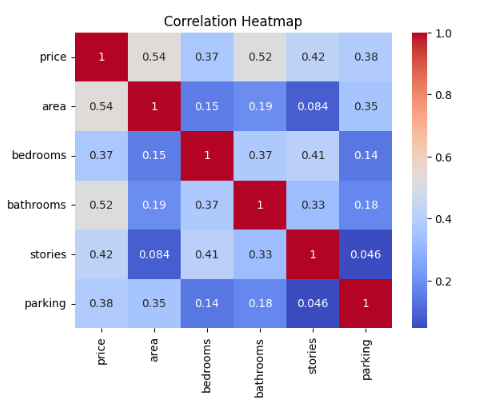 Correlation Heatmap
price 1 0.54 0.37 0.52 0.42 0.38
area 0.54 1 0.15 0.19 0.084 0.35
bedrooms 0.37 0.15 1 0.37 0.41 0.14
bathrooms 0.52 0.19 0.37 1 0.33 0.18
stories 0.42 0.084 0.41 0.33 1 0.046
parking 0.38 0.35 0.14 0.18 0.046 1
price area bedrooms bathrooms stories parking
1.0
0.8
0.6
0.4
0.2